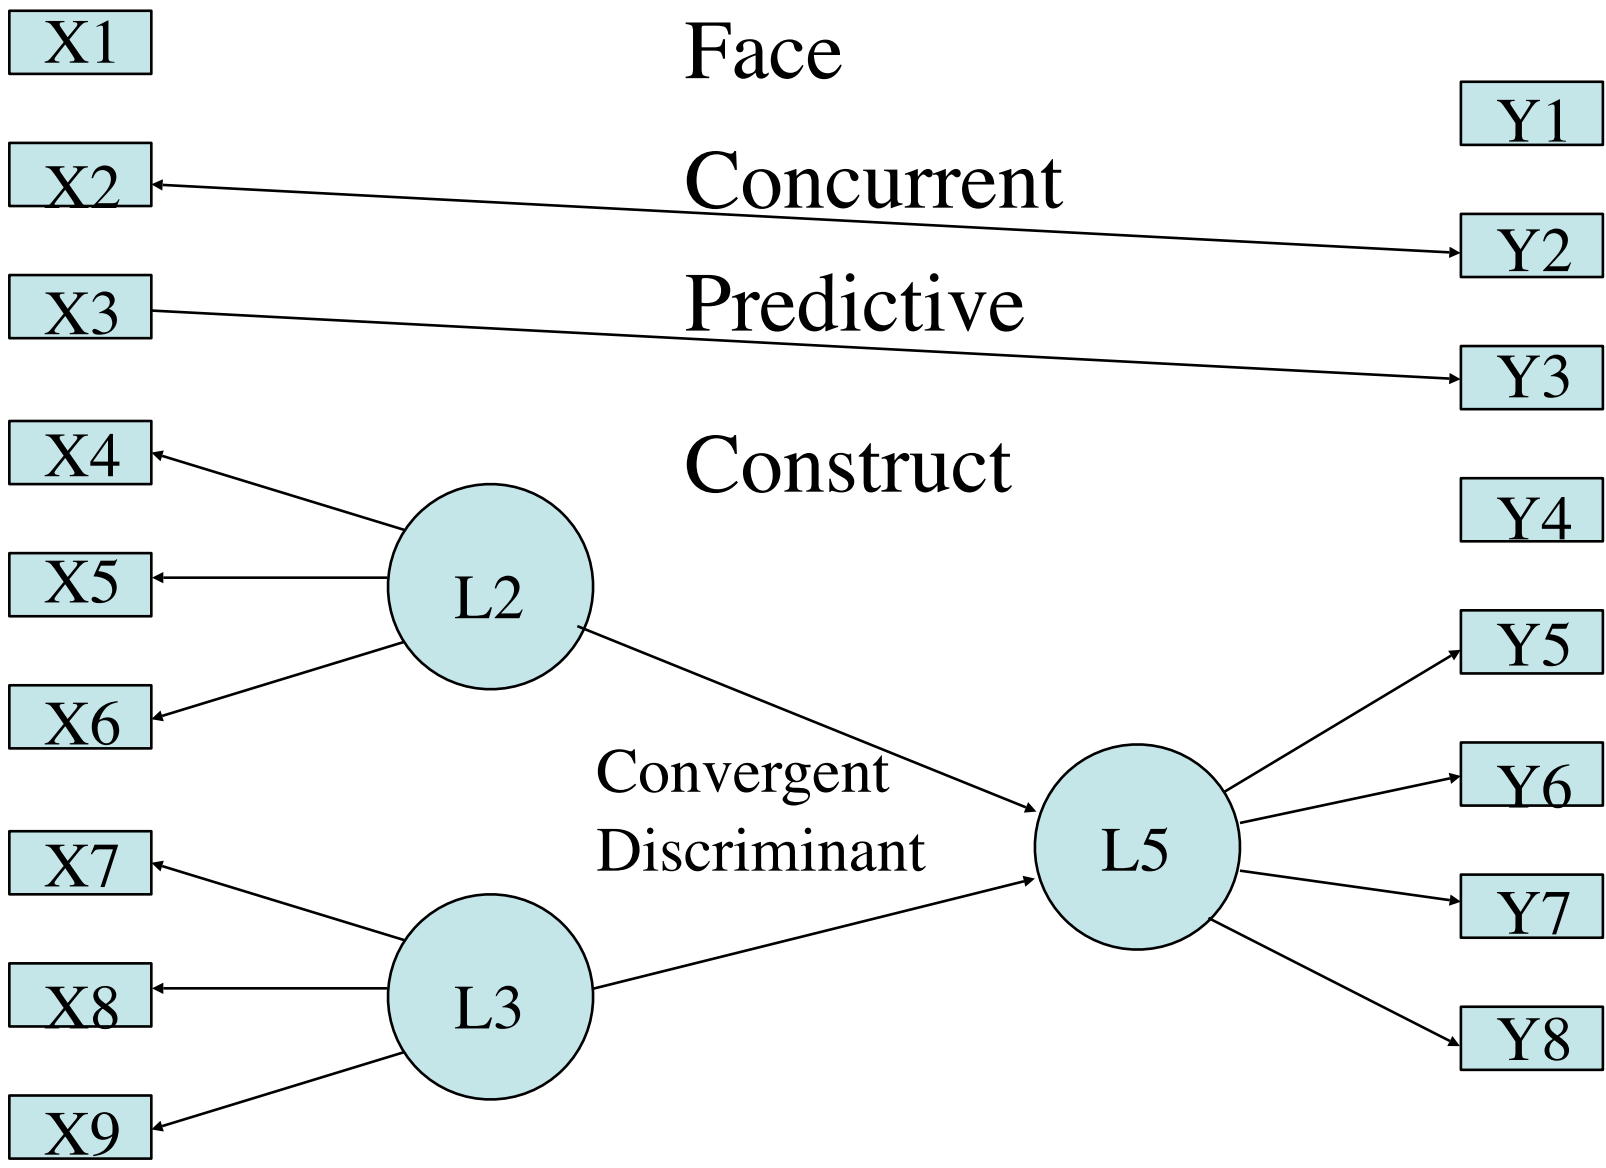 X1
Face
Y1
X2
Concurrent
Y2
X3
Predictive
Y3
X4
Construct
Y4
X5
L2
Y5
X6
Convergent
Y6
Discriminant
L5
X7
Y7
X8
L3
Y8
X9